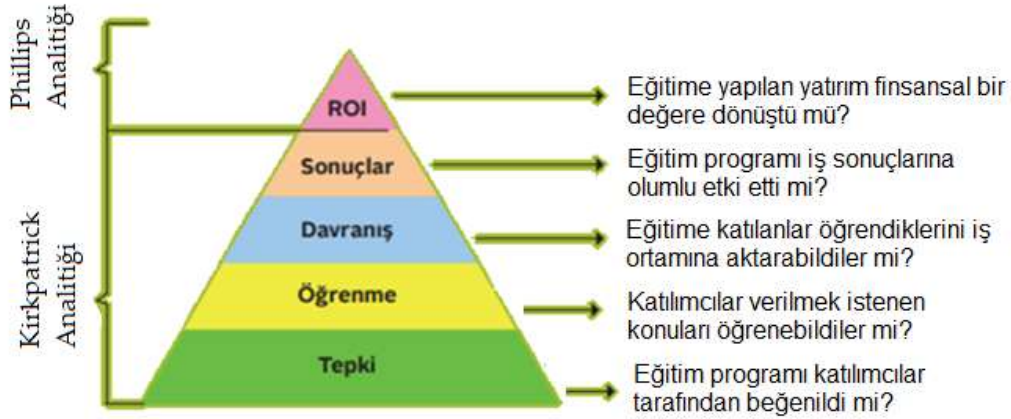 Phillips
Analitiği
Kirkpatrick
Analitiği
ROI
Sonuçlar
Davranış
Öğrenme
Tepki
Eğitime yapılan yatırım finsansal bir
değere dönüştü mü?
Eğitim programı iş sonuçlarına
olumlu etki etti mi?
Eğitime katılanlar öğrendiklerini iş
ortamına aktarabildiler mi?
Katılımcılar verilmek istenen
konuları öğrenebildiler mi?
Eğitim programı katılımcılar
tarafından beğenildi mi?